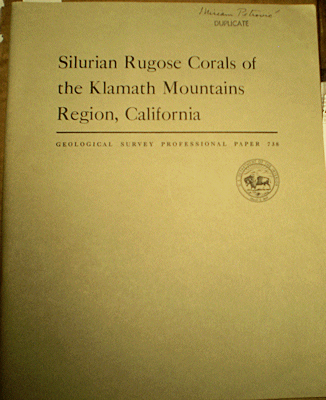 DUPLICATE
Silurian Rugose Corals of
the Klamath Mountains
Region, California
GEOLOGICAL SURVEY PROFESSIONAL PAPER 738